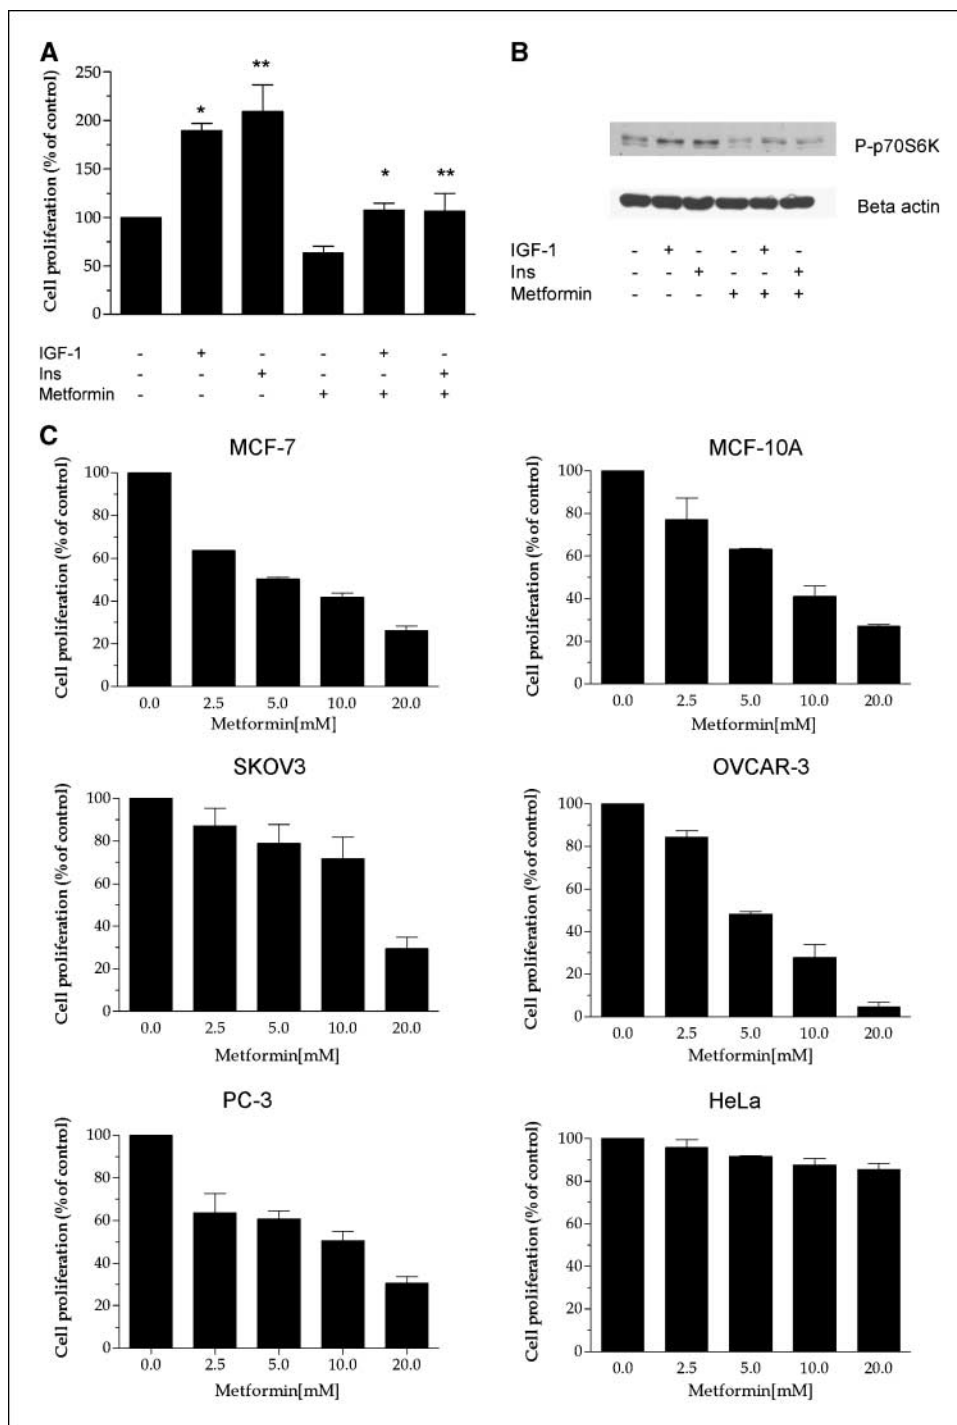 A
Cell proliferation (% of control)
250
200
150
100
50
0
*
**
*
**
IGF-1 - + - - + -
Ins - - + - - +
Metformin - - - + + +
B
P-p70S6K
Beta actin
IGF-1 - + - - + -
Ins - - + - - +
Metformin - - - + + +
C
MCF-7
Cell proliferation (% of control)
100
80
60
40
20
0
0.0 2.5 5.0 10.0 20.0
Metformin[mM]
MCF-10A
Cell proliferation (% of control)
100
80
60
40
20
0
0.0 2.5 5.0 10.0 20.0
Metformin[mM]
SKOV3
Cell proliferation (% of control)
100
80
60
40
20
0
0.0 2.5 5.0 10.0 20.0
Metformin[mM]
OVCAR-3
Cell proliferation (% of control)
100
80
60
40
20
0
0.0 2.5 5.0 10.0 20.0
Metformin[mM]
PC-3
Cell proliferation (% of control)
100
80
60
40
20
0
0.0 2.5 5.0 10.0 20.0
Metformin[mM]
HeLa
Cell proliferation (% of control)
100
80
60
40
20
0
0.0 2.5 5.0 10.0 20.0
Metformin[mM]